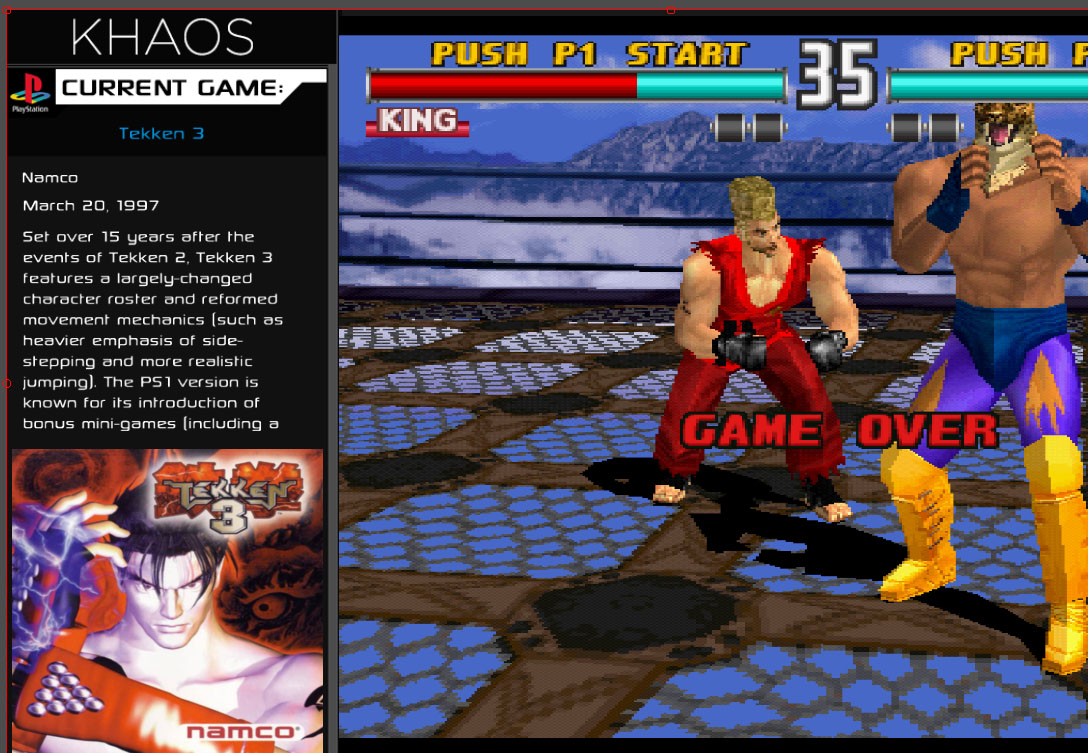 KHAOS
CURRENT GAME:
PlayStation
Tekken 3
Namco
March 20, 1997
Set over 15 years after the
events of Tekken 2, Tekken 3
features a largely-changed
character roster and reformed
movement mechanics (such as
heavier emphasis of side-
stepping and more realistic
jumping). The PS1 version is
known for its introduction of
bonus mini-games (including a
TEKKEN
3
namco
PUSH P1 START
35
PUSH P
KING
GAME OVER